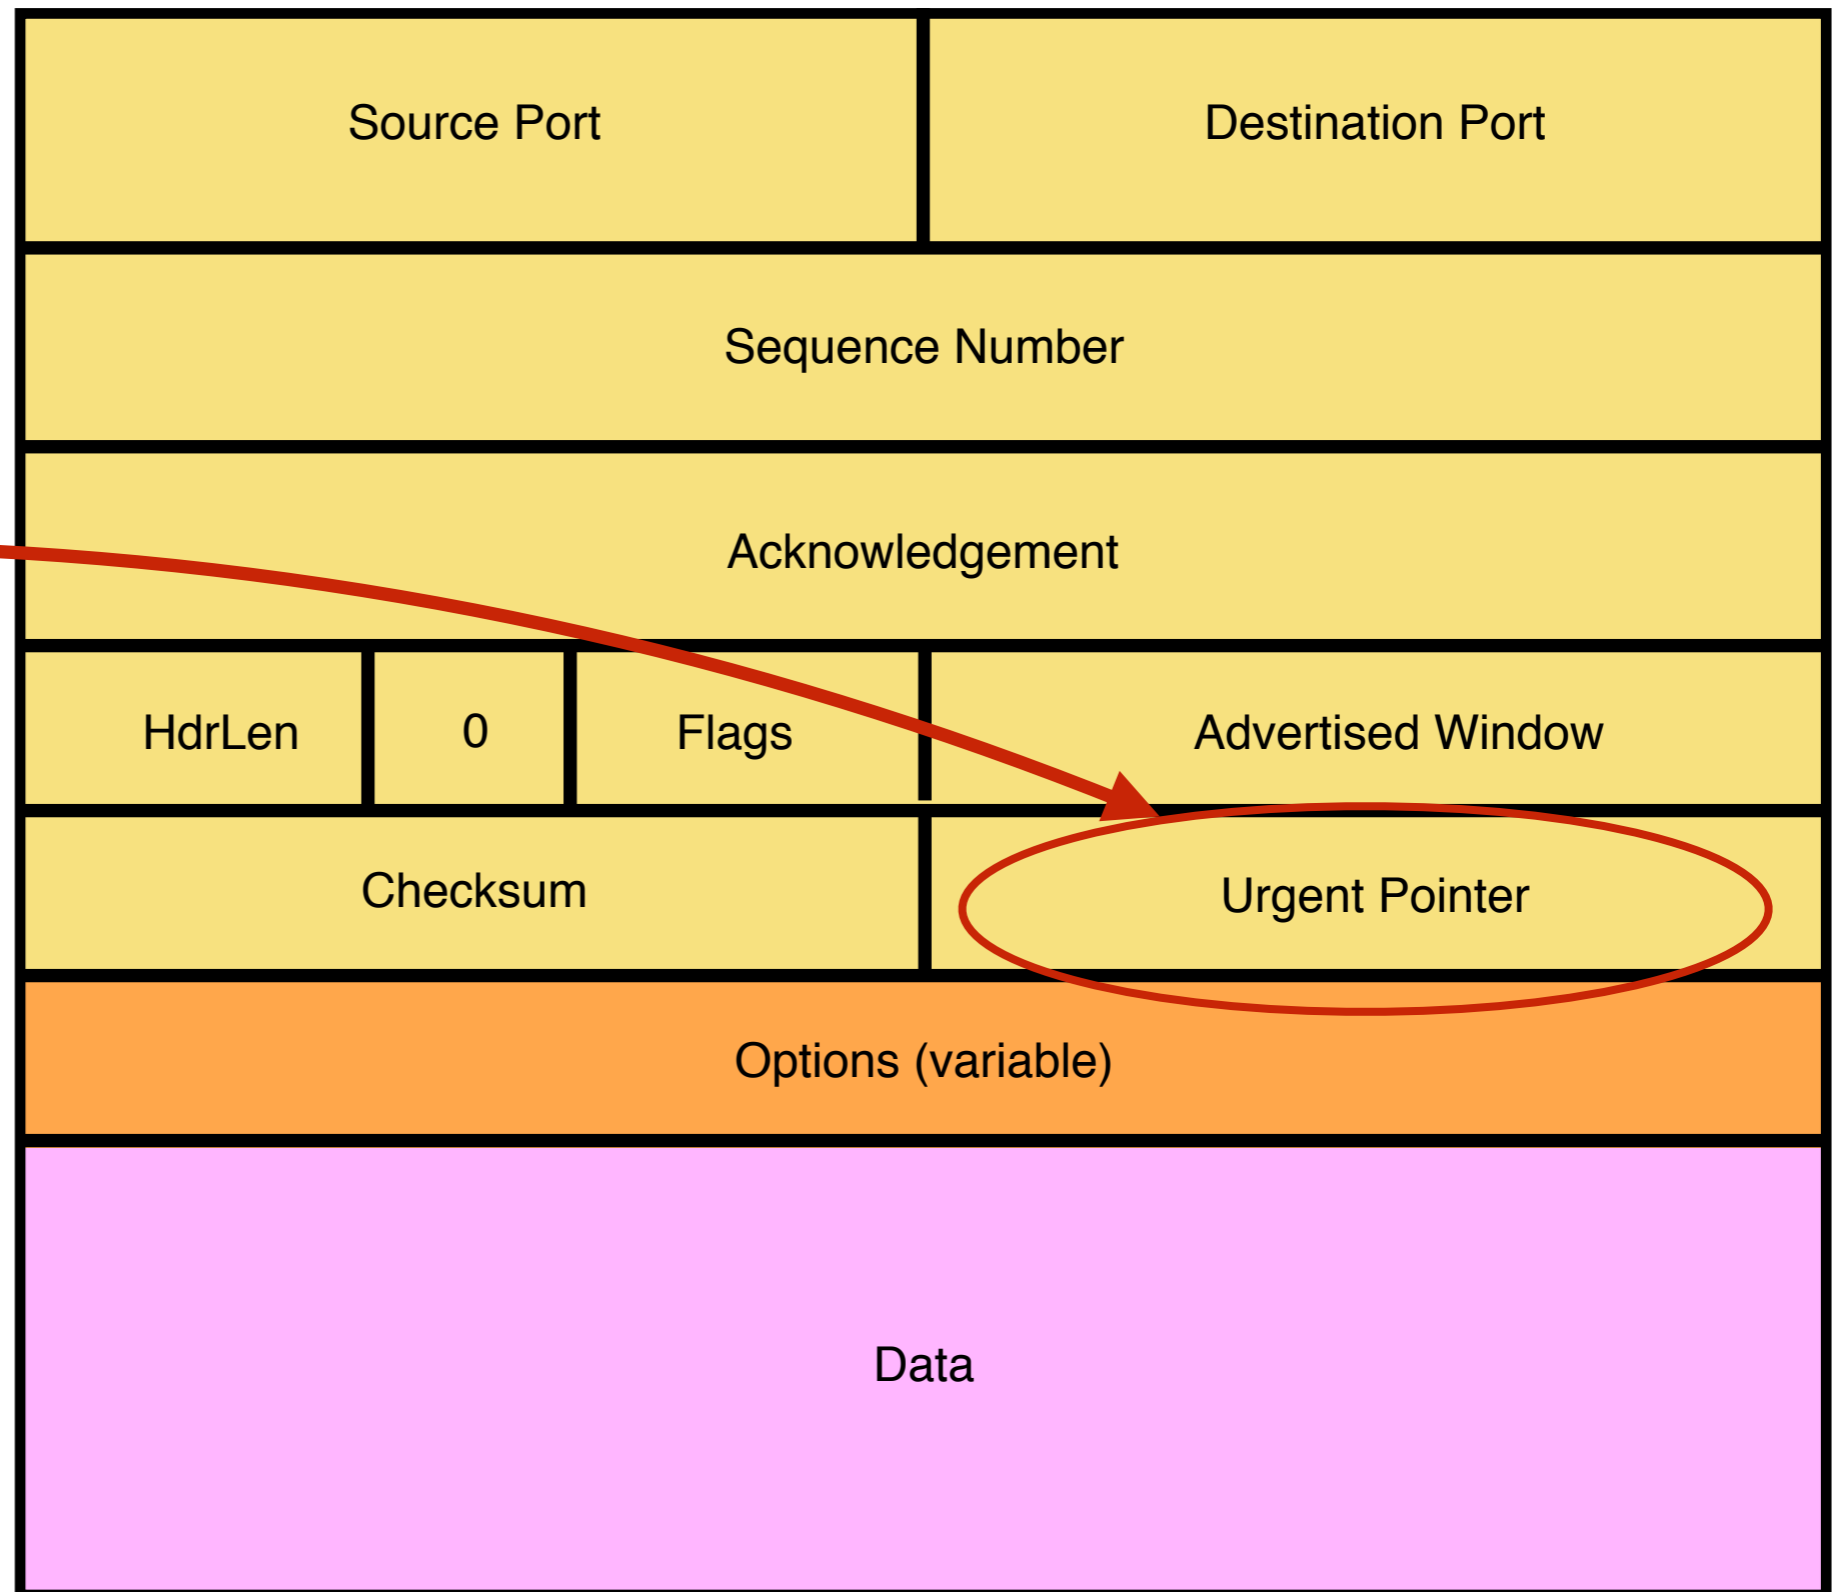 Source Port
Destination Port
Sequence Number
Acknowledgement
HdrLen
0
Flags
Advertised Window
Checksum
Urgent Pointer
Options (variable)
Data